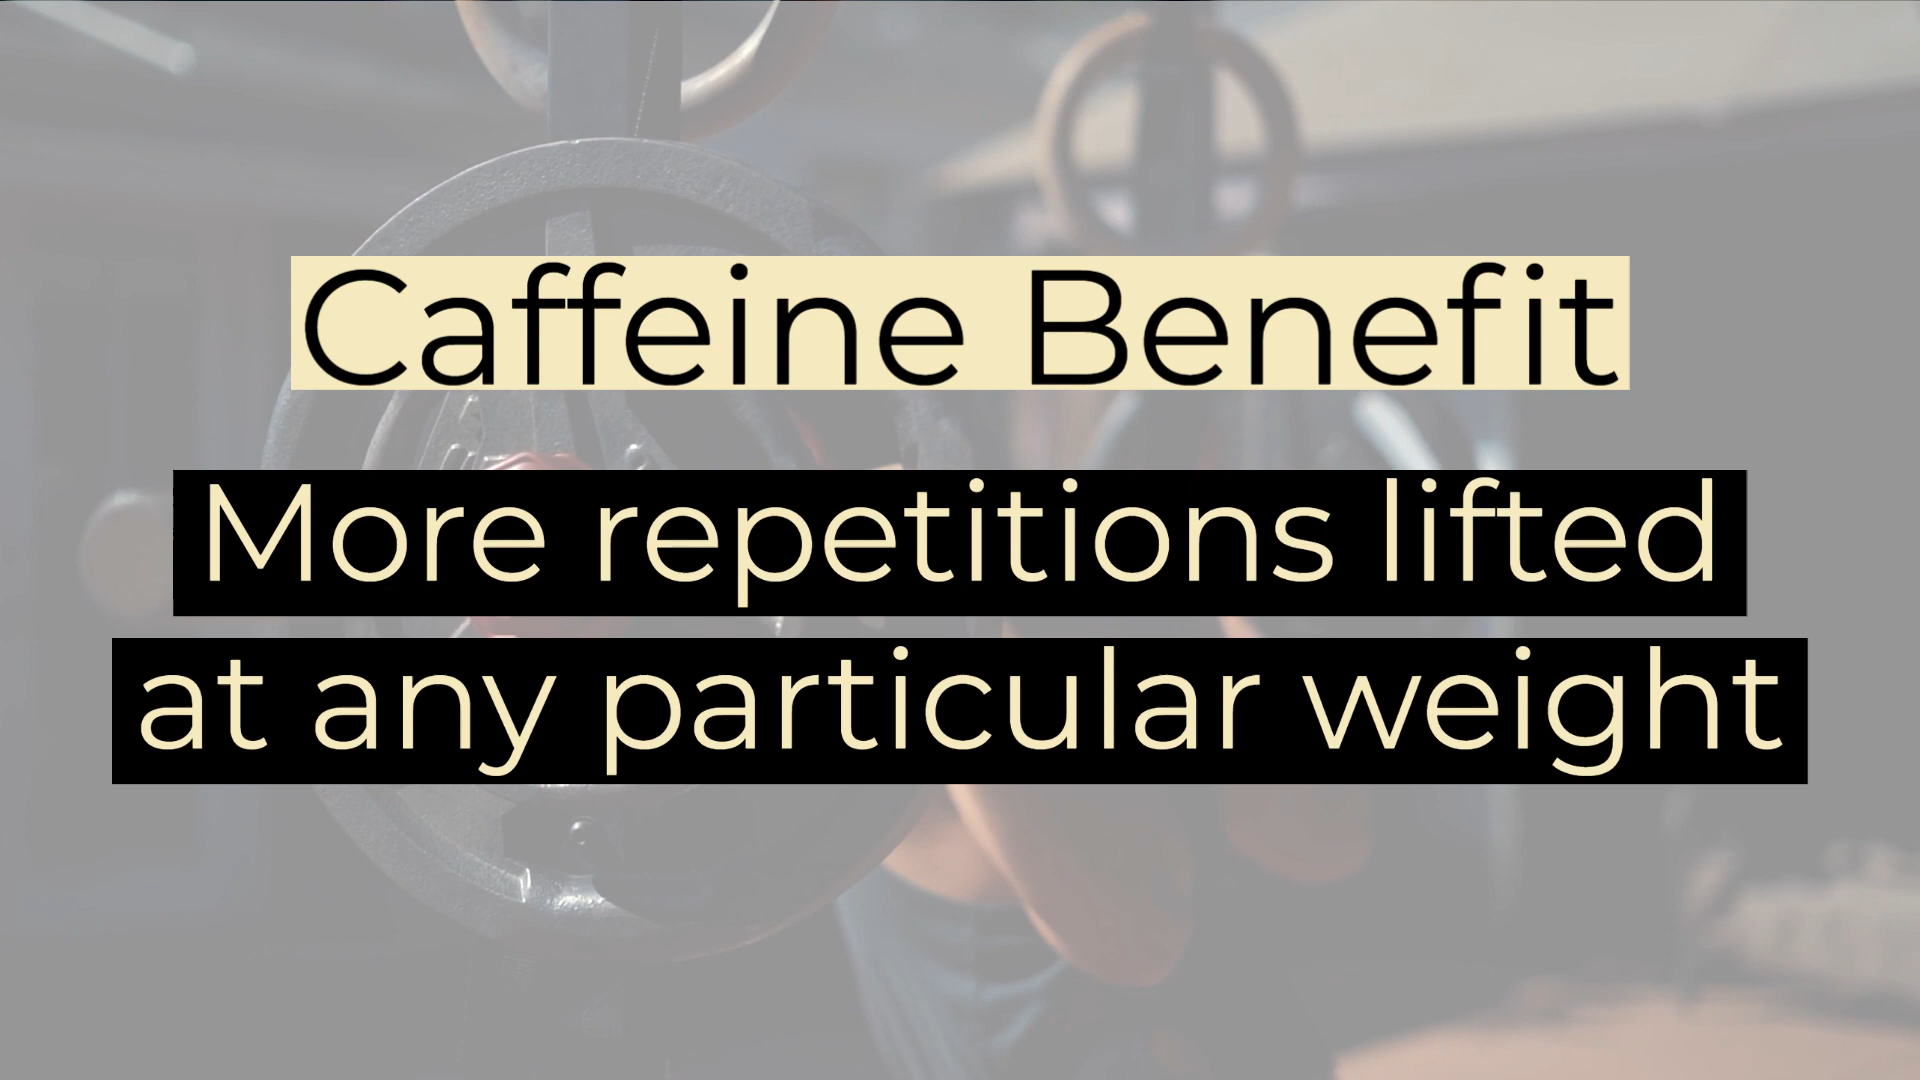 Caffeine Benefit
More repetitions lifted
at any particular weight